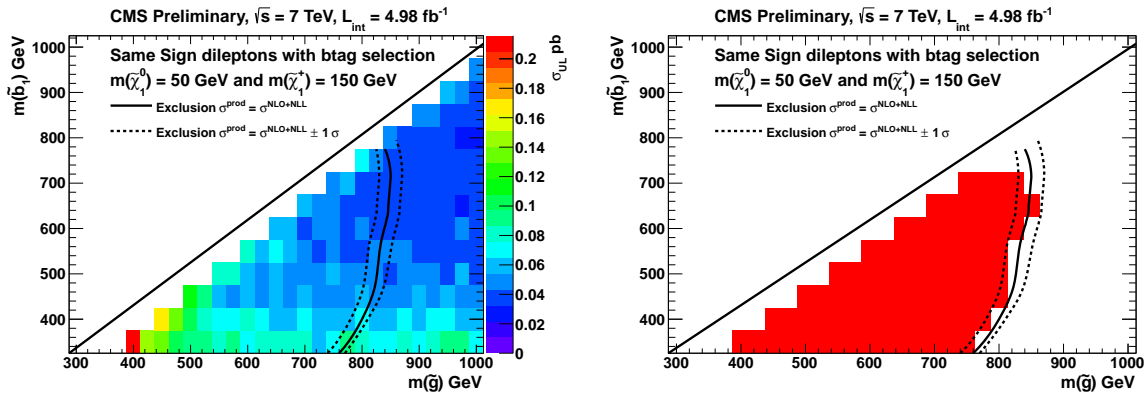 CMS Preliminary, √s = 7 TeV, L_int = 4.98 fb⁻¹
Same Sign dileptons with btag selection
m(χ̃₁⁰) = 50 GeV and m(χ̃₁⁺) = 150 GeV
Exclusion σ^prod = σ^NLO+NLL
Exclusion σ^prod = σ^NLO+NLL ± 1 σ
m(b̃₁) GeV
1000
900
800
700
600
500
400
300 400 500 600 700 800 900 1000
m(g̃) GeV
σ_UL pb
0.2
0.18
0.16
0.14
0.12
0.1
0.08
0.06
0.04
0.02
0
CMS Preliminary, √s = 7 TeV, L_int = 4.98 fb⁻¹
Same Sign dileptons with btag selection
m(χ̃₁⁰) = 50 GeV and m(χ̃₁⁺) = 150 GeV
Exclusion σ^prod = σ^NLO+NLL
Exclusion σ^prod = σ^NLO+NLL ± 1 σ
m(b̃₁) GeV
1000
900
800
700
600
500
400
300 400 500 600 700 800 900 1000
m(g̃) GeV